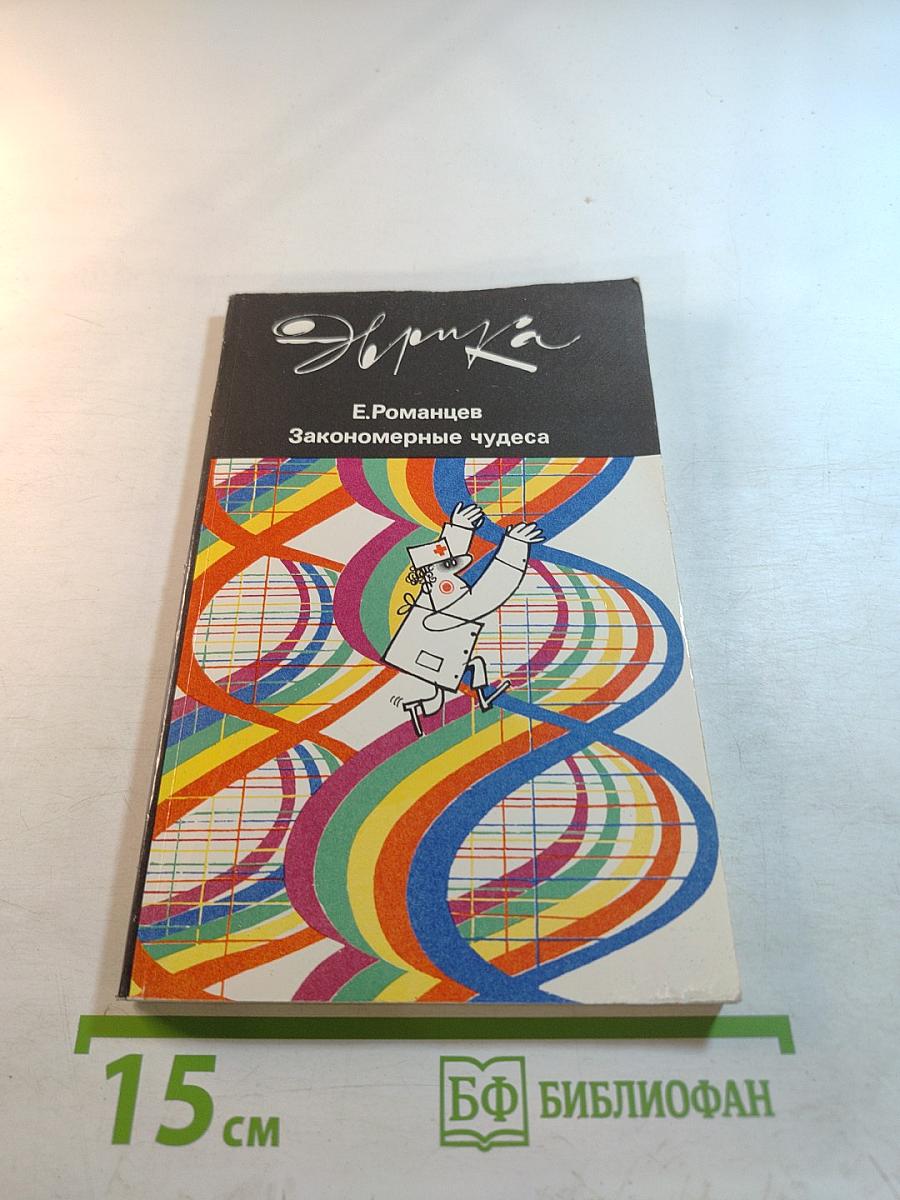 Эврика
Е.Романцев
Закономерные чудеса
15 см
БФ БИБЛИОФАН